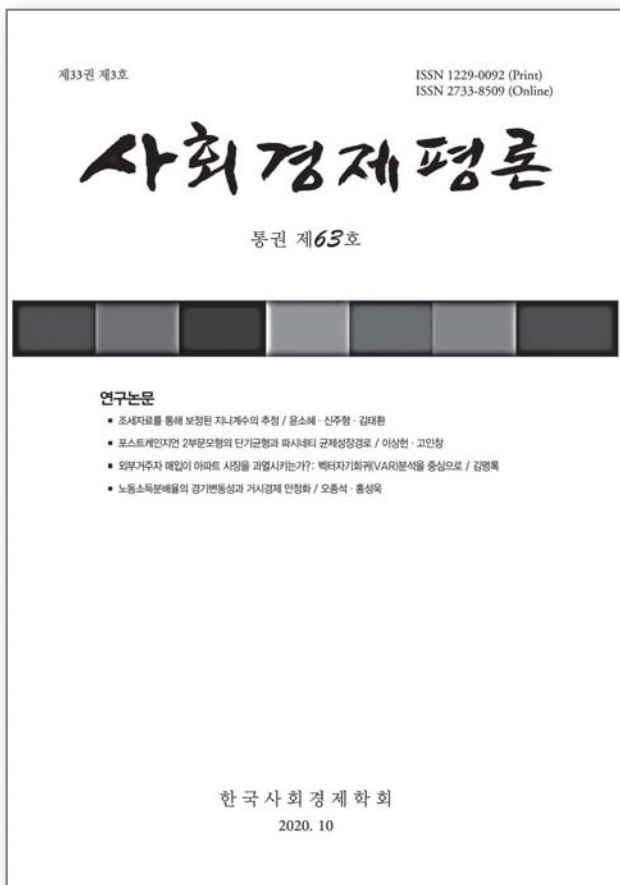 제33권 제3호
ISSN 1229-0092 (Print)
ISSN 2733-8509 (Online)
사회경제평론
통권 제63호
연구논문
▪ 조세자료를 통해 보정된 지니계수의 추정 / 윤소혜 · 신주형 · 김태환
▪ 포스트케인지언 2부문모형의 단기균형과 파시네티 균제성장경로 / 이상헌 · 고민창
▪ 외부거주자 매입이 아파트 시장을 과열시키는가?: 벡터자기회귀(VAR)분석을 중심으로 / 김명록
▪ 노동소득분배율의 경기변동성과 거시경제 안정화 / 오종석 · 홍성욱
한국사회경제학회
2020. 10